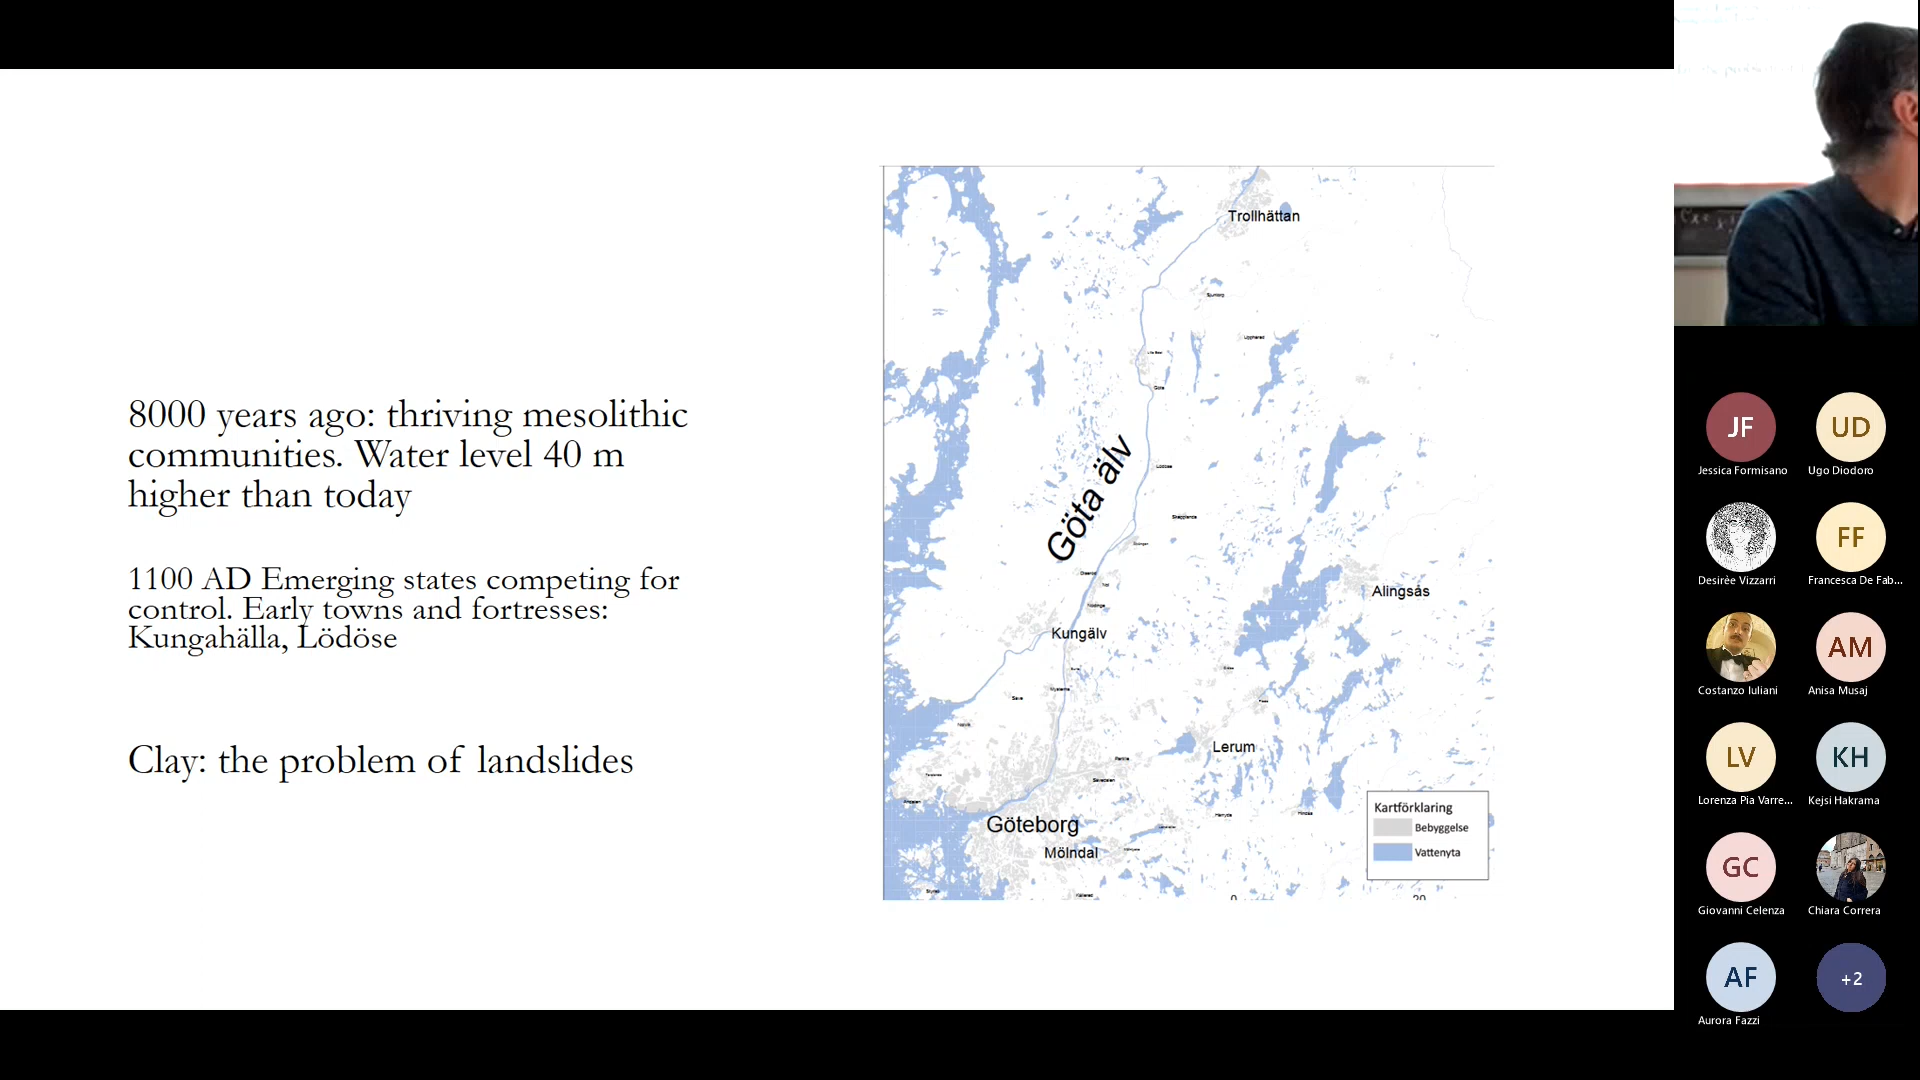 8000 years ago: thriving mesolithic
communities. Water level 40 m
higher than today
1100 AD Emerging states competing for
control. Early towns and fortresses:
Kungahälla, Lödöse
Clay: the problem of landslides
Trollhättan
Göta älv
Lödöse
Alingsås
Kungälv
Lerum
Göteborg
Mölndal
Kartförklaring
Bebyggelse
Vattenyta
0
20
JF
Jessica Formisano
UD
Ugo Diodoro
Desirèe Vizzarri
FF
Francesca De Fab...
Costanzo Iuliani
AM
Anisa Musaj
LV
Lorenza Pia Varre...
KH
Kejsi Hakrama
GC
Giovanni Celenza
Chiara Correra
AF
Aurora Fazzi
+2